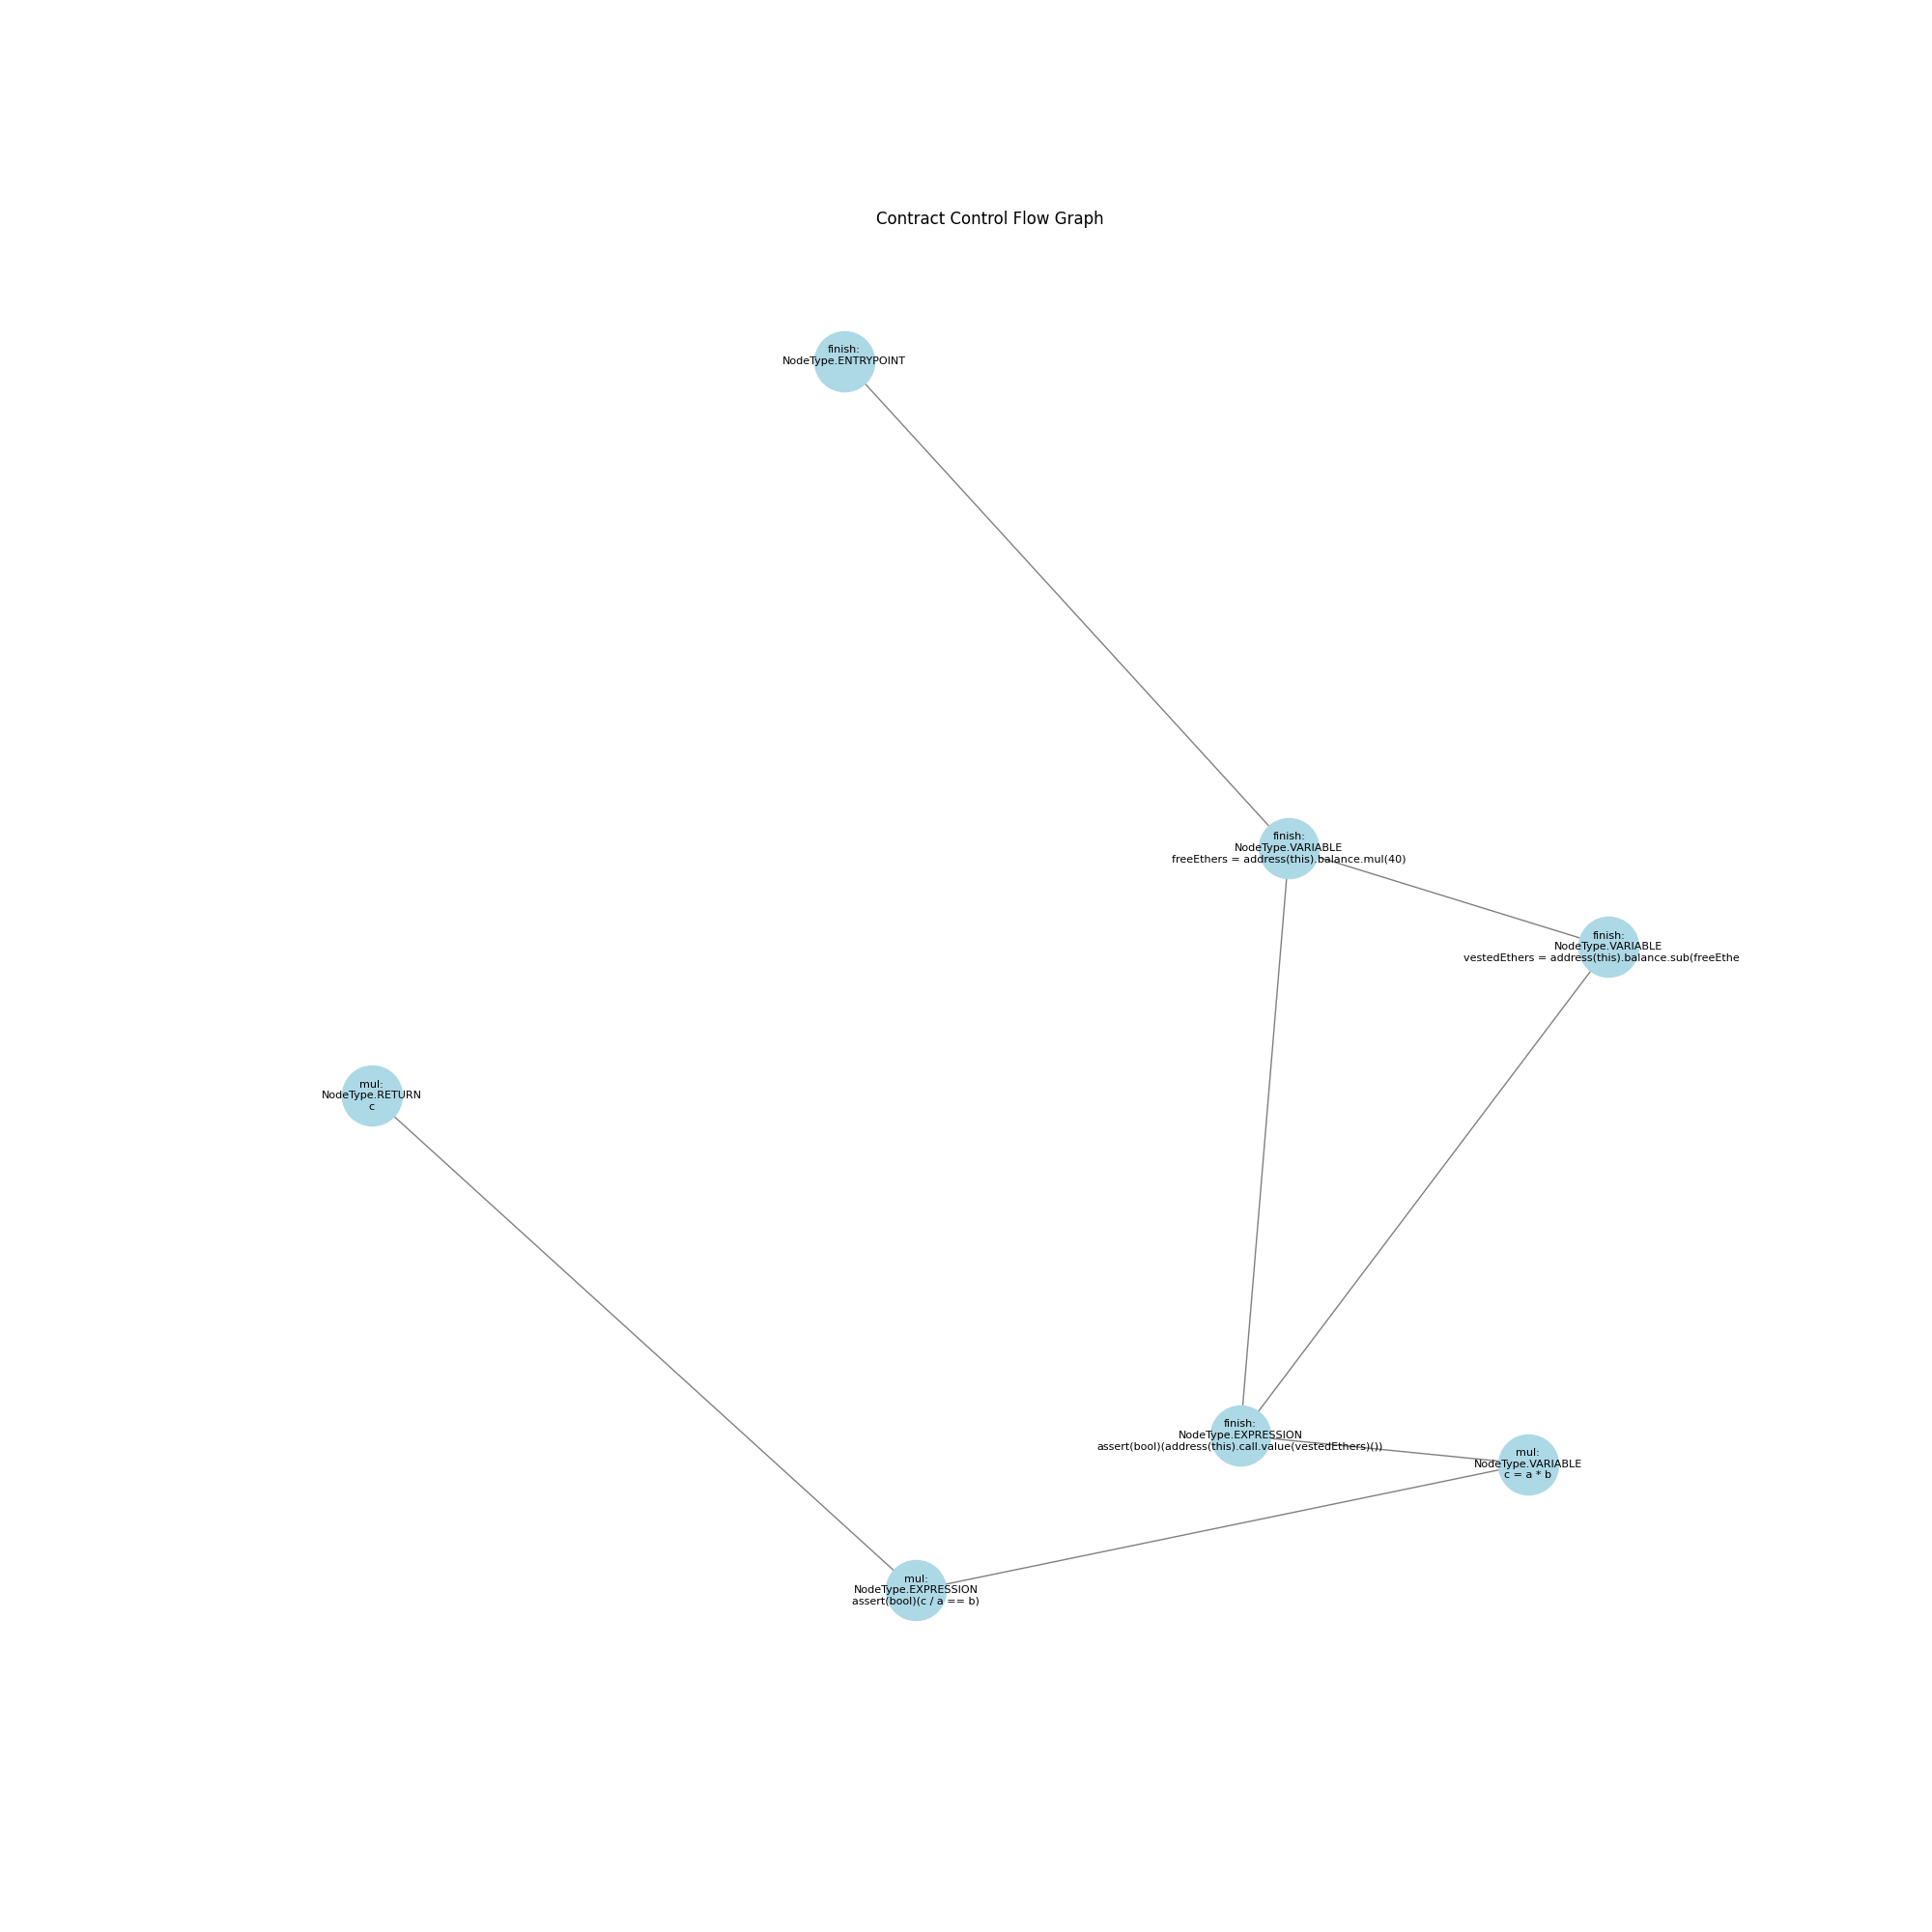 Contract Control Flow Graph
finish:
NodeType.ENTRYPOINT
finish:
NodeType.VARIABLE
freeEthers = address(this).balance.mul(40)
finish:
NodeType.VARIABLE
vestedEthers = address(this).balance.sub(freeEthe
mul:
NodeType.RETURN
c
finish:
NodeType.EXPRESSION
assert(bool)(address(this).call.value(vestedEthers)())
mul:
NodeType.VARIABLE
c = a * b
mul:
NodeType.EXPRESSION
assert(bool)(c / a == b)